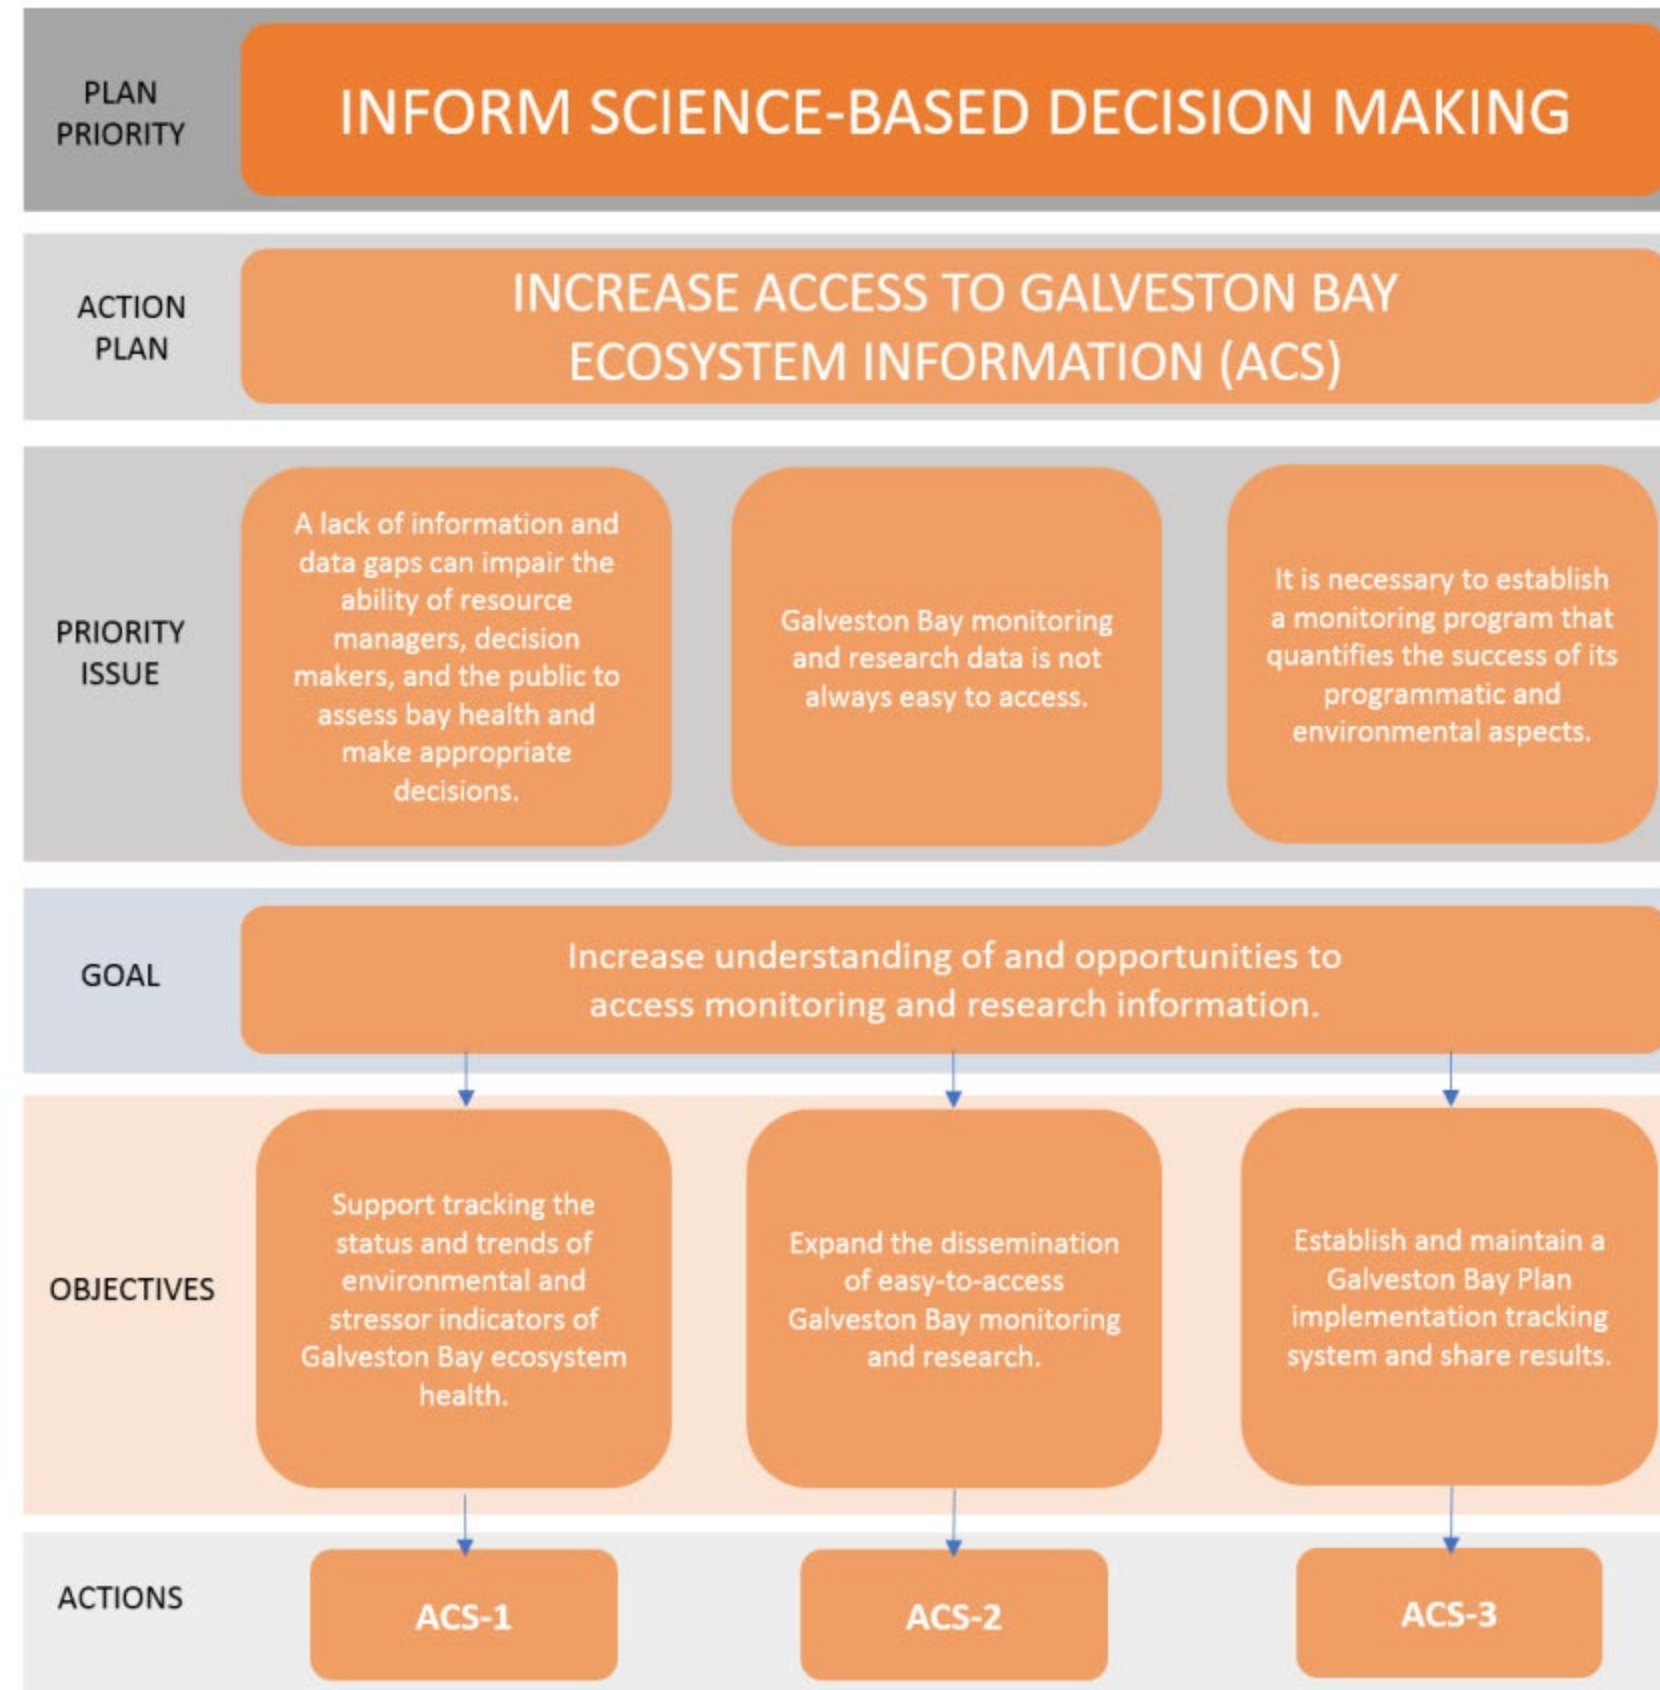 PLAN
PRIORITY
INFORM SCIENCE-BASED DECISION MAKING
ACTION
PLAN
INCREASE ACCESS TO GALVESTON BAY
ECOSYSTEM INFORMATION (ACS)
PRIORITY
ISSUE
A lack of information and
data gaps can impair the
ability of resource
managers, decision
makers, and the public to
assess bay health and
make appropriate
decisions.
Galveston Bay monitoring
and research data is not
always easy to access.
It is necessary to establish
a monitoring program that
quantifies the success of its
programmatic and
environmental aspects.
GOAL
Increase understanding of and opportunities to
access monitoring and research information.
OBJECTIVES
Support tracking the
status and trends of
environmental and
stressor indicators of
Galveston Bay ecosystem
health.
Expand the dissemination
of easy-to-access
Galveston Bay monitoring
and research.
Establish and maintain a
Galveston Bay Plan
implementation tracking
system and share results.
ACTIONS
ACS-1
ACS-2
ACS-3